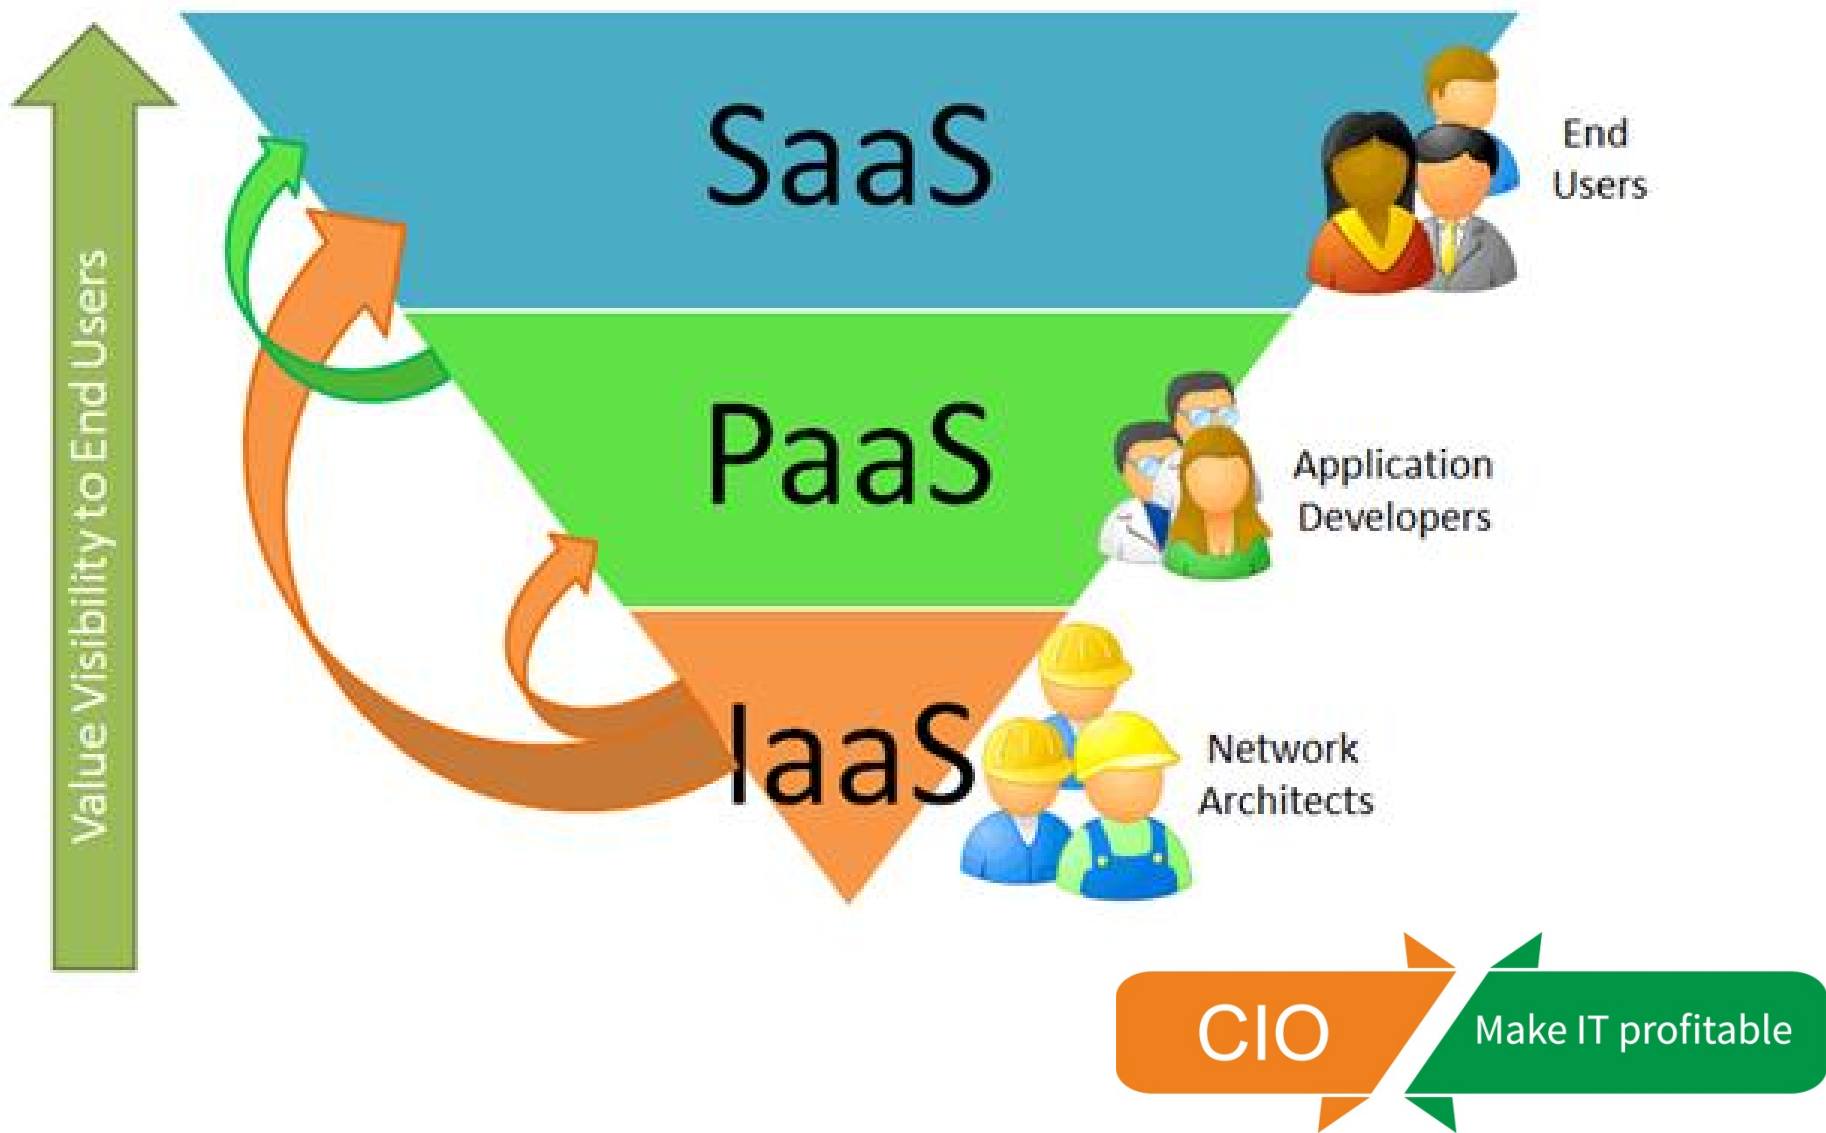 Value Visibility to End Users
SaaS
End
Users
PaaS
Application
Developers
IaaS
Network
Architects
CIO
Make IT profitable